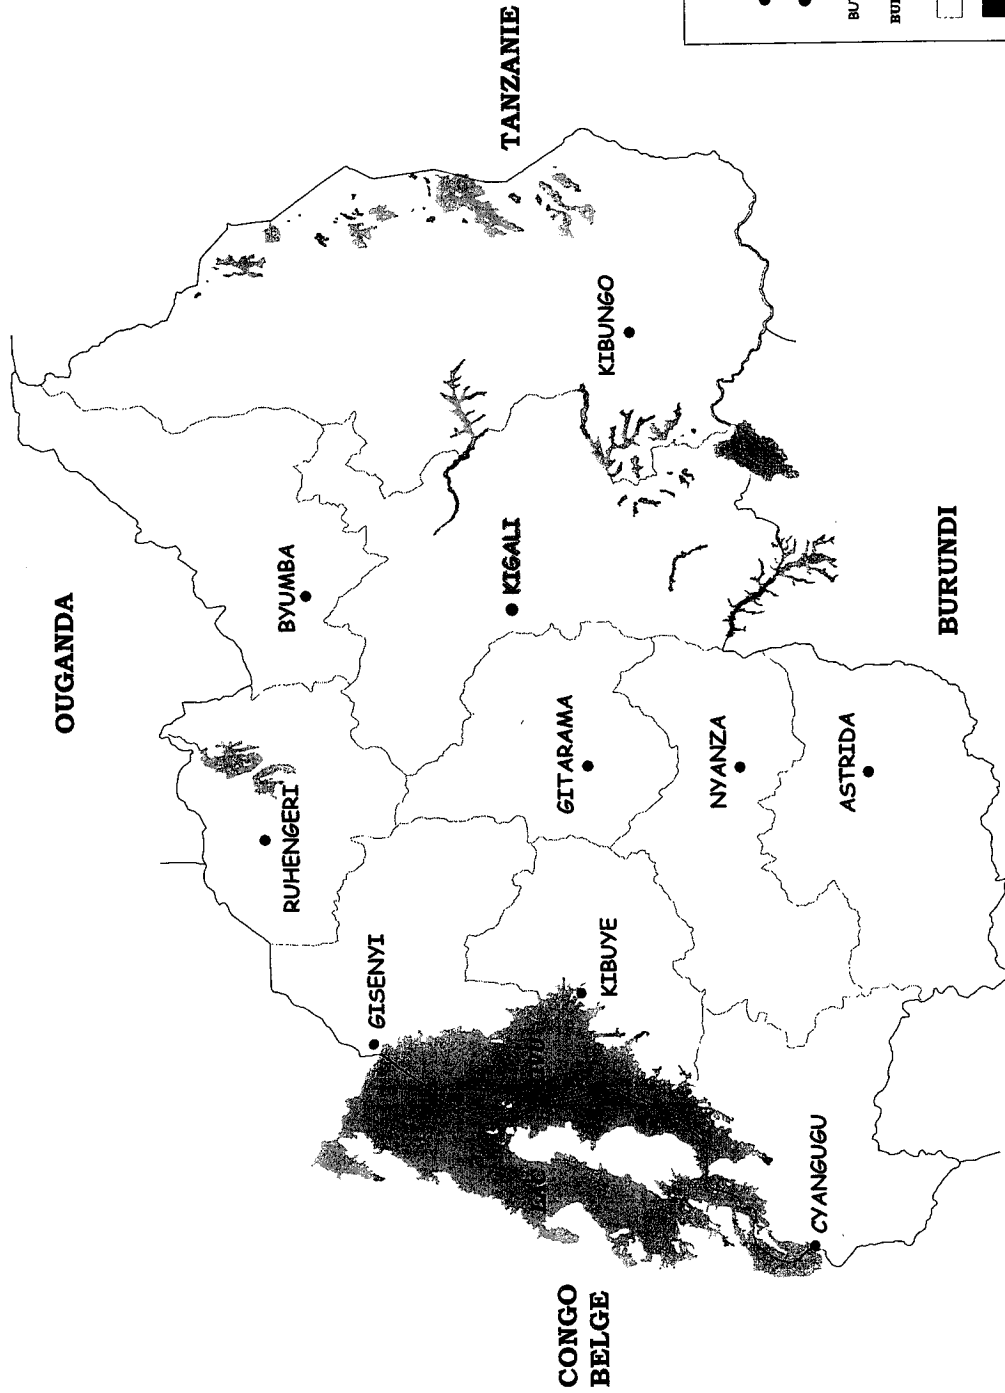 OUGANDA
TANZANIE
BYUMBA
RUHENGERI
GISENYI
KIGALI
KIBUNGO
GITARAMA
KIBUYE
NYANZA
ASTRIDA
CYANGUGU
CONGO
BELGE
BURUNDI